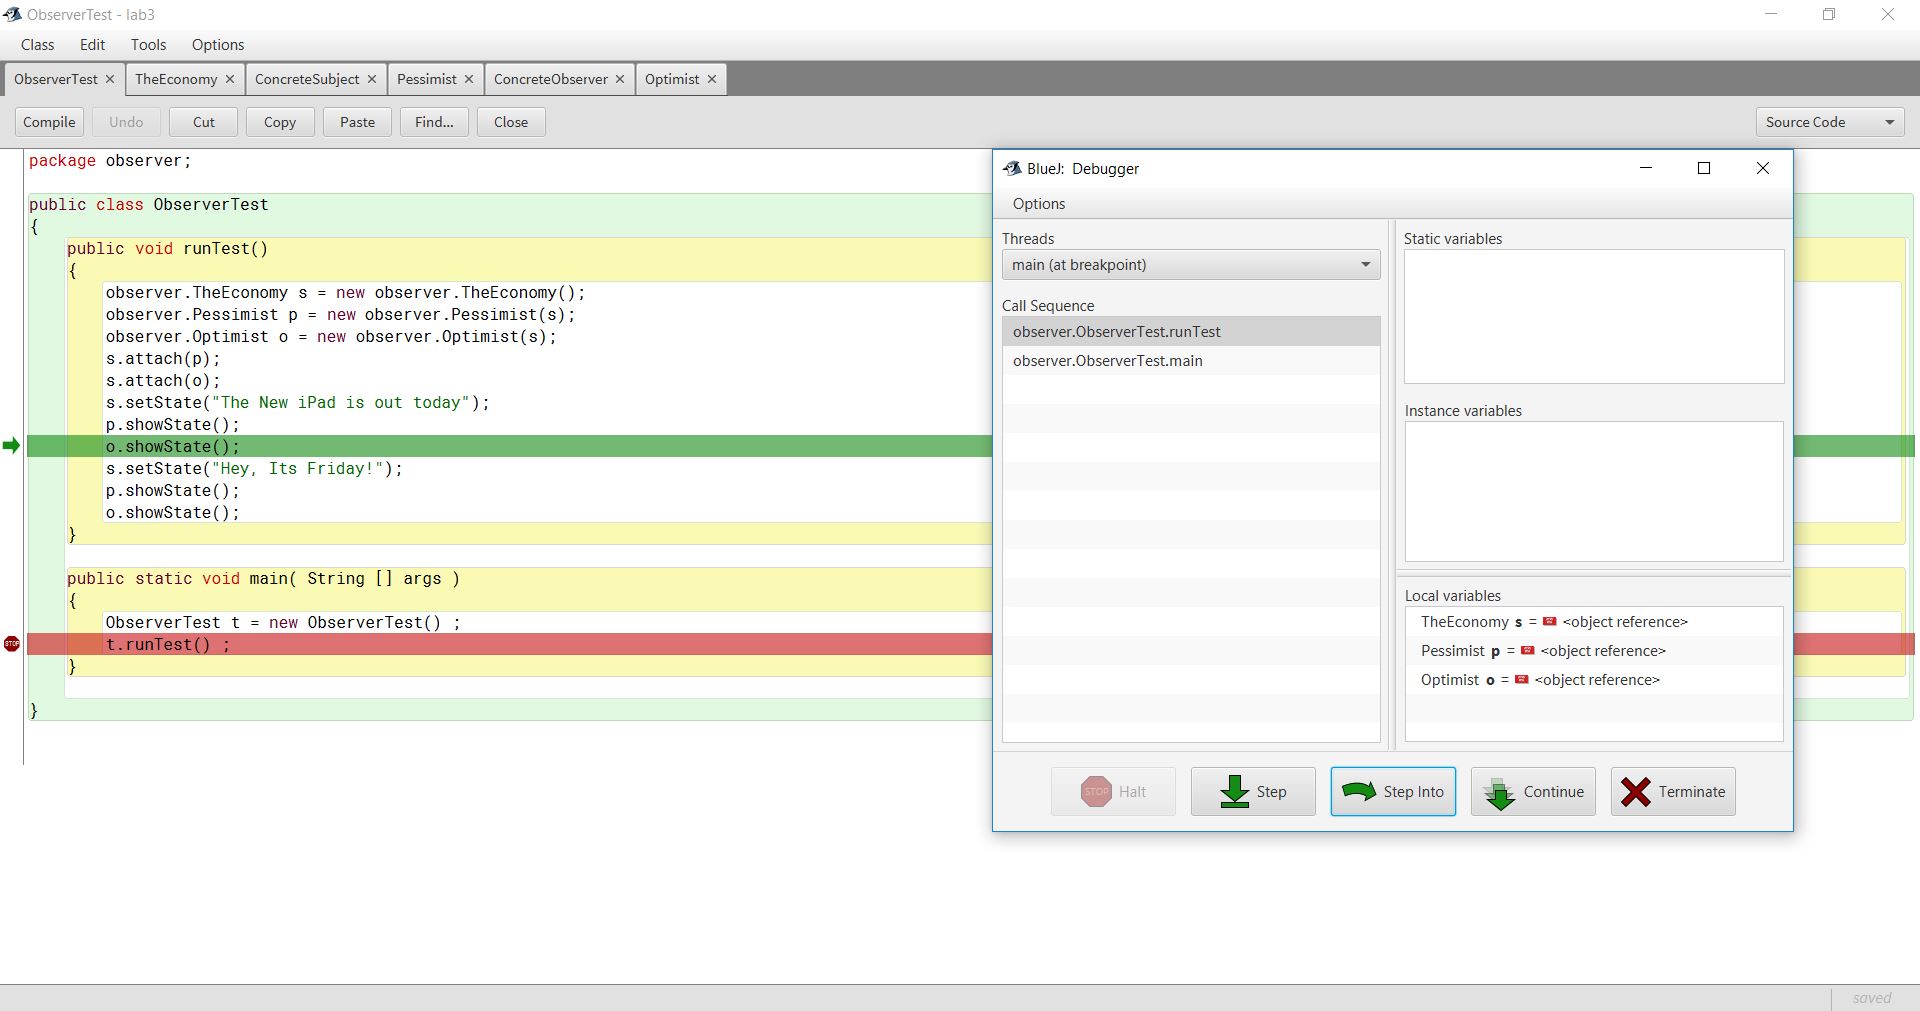 ObserverTest - lab3
Class Edit Tools Options
ObserverTest TheEconomy ConcreteSubject Pessimist ConcreteObserver Optimist
Compile Undo Cut Copy Paste Find... Close Source Code
package observer;
public class ObserverTest
{
public void runTest()
{
observer.TheEconomy s = new observer.TheEconomy();
observer.Pessimist p = new observer.Pessimist(s);
observer.Optimist o = new observer.Optimist(s);
s.attach(p);
s.attach(o);
s.setState("The New iPad is out today");
p.showState();
o.showState();
s.setState("Hey, Its Friday!");
p.showState();
o.showState();
}
public static void main( String [] args )
{
ObserverTest t = new ObserverTest() ;
STOP
t.runTest() ;
}
}
BlueJ: Debugger
Options
Threads
main (at breakpoint)
Call Sequence
observer.ObserverTest.runTest
observer.ObserverTest.main
Static variables
Instance variables
Local variables
TheEconomy s = <object reference>
Pessimist p = <object reference>
Optimist o = <object reference>
STOP Halt Step Step Into Continue Terminate
saved